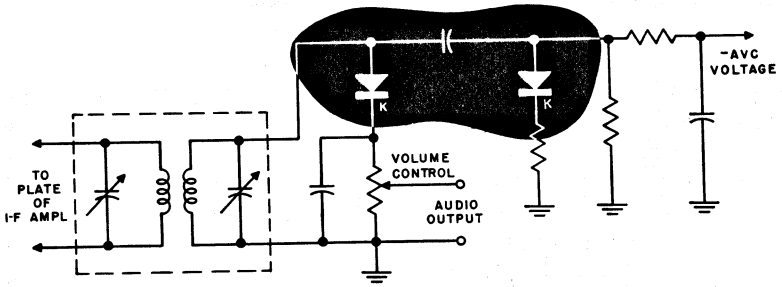 -AVC
VOLTAGE
K
K
TO
PLATE
OF
I-F AMPL
VOLUME
CONTROL
AUDIO
OUTPUT